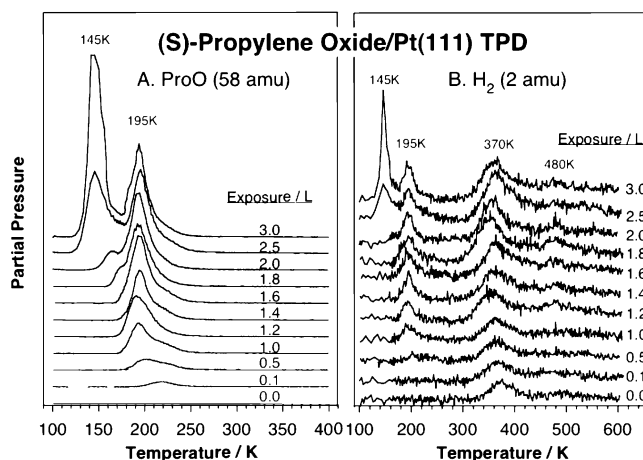 (S)-Propylene Oxide/Pt(111) TPD
Partial Pressure
A. ProO (58 amu)
145K
195K
Exposure / L
3.0
2.5
2.0
1.8
1.6
1.4
1.2
1.0
0.5
0.1
0.0
100 150 200 250 300 350 400
Temperature / K
B. H2 (2 amu)
145K
195K
370K
480K
Exposure / L
3.0
2.5
2.0
1.8
1.6
1.4
1.2
1.0
0.5
0.1
0.0
100 200 300 400 500 600
Temperature / K